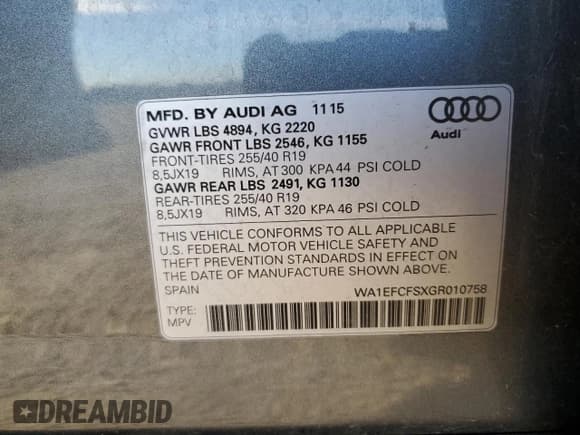 MFD. BY AUDI AG 1115
GVWR LBS 4894, KG 2220
GAWR FRONT LBS 2546, KG 1155
FRONT-TIRES 255/40 R19
8,5JX19 RIMS, AT 300 KPA 44 PSI COLD
GAWR REAR LBS 2491, KG 1130
REAR-TIRES 255/40 R19
8,5JX19 RIMS, AT 320 KPA 46 PSI COLD
Audi
THIS VEHICLE CONFORMS TO ALL APPLICABLE
U.S. FEDERAL MOTOR VEHICLE SAFETY AND
THEFT PREVENTION STANDARDS IN EFFECT ON
THE DATE OF MANUFACTURE SHOWN ABOVE.
SPAIN WA1EFCFSXGR010758
TYPE:
MPV
DREAMBID